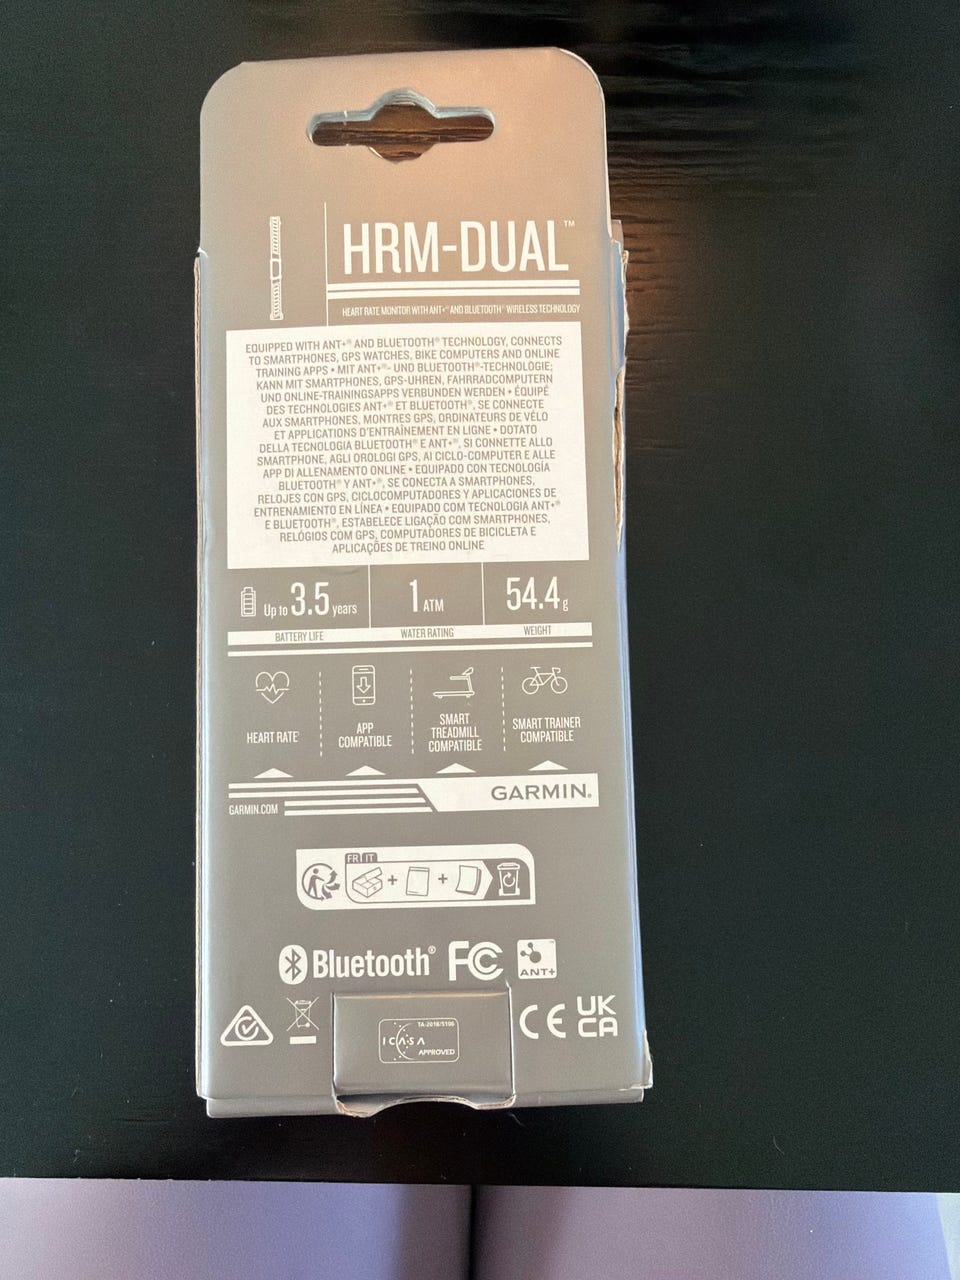 HRM-DUAL™
HEART RATE MONITOR WITH ANT+® AND BLUETOOTH® WIRELESS TECHNOLOGY
EQUIPPED WITH ANT+® AND BLUETOOTH® TECHNOLOGY, CONNECTS
TO SMARTPHONES, GPS WATCHES, BIKE COMPUTERS AND ONLINE
TRAINING APPS • MIT ANT+®- UND BLUETOOTH®-TECHNOLOGIE;
KANN MIT SMARTPHONES, GPS-UHREN, FAHRRADCOMPUTERN
UND ONLINE-TRAININGSAPPS VERBUNDEN WERDEN • ÉQUIPÉ
DES TECHNOLOGIES ANT+® ET BLUETOOTH®, SE CONNECTE
AUX SMARTPHONES, MONTRES GPS, ORDINATEURS DE VÉLO
ET APPLICATIONS D'ENTRAÎNEMENT EN LIGNE • DOTATO
DELLA TECNOLOGIA BLUETOOTH® E ANT+®, SI CONNETTE ALLO
SMARTPHONE, AGLI OROLOGI GPS, AI CICLO-COMPUTER E ALLE
APP DI ALLENAMENTO ONLINE • EQUIPADO CON TECNOLOGÍA
BLUETOOTH® Y ANT+®, SE CONECTA A SMARTPHONES,
RELOJES CON GPS, CICLOCOMPUTADORES Y APLICACIONES DE
ENTRENAMIENTO EN LÍNEA • EQUIPADO COM TECNOLOGIA ANT+®
E BLUETOOTH®, ESTABELECE LIGAÇÃO COM SMARTPHONES,
RELÓGIOS COM GPS, COMPUTADORES DE BICICLETA E
APLICAÇÕES DE TREINO ONLINE
Up to 3.5 years 1 ATM 54.4 g
BATTERY LIFE WATER RATING WEIGHT
HEART RATE
APP
COMPATIBLE
SMART
TREADMILL
COMPATIBLE
SMART TRAINER
COMPATIBLE
GARMIN®
GARMIN.COM
FR IT
Bluetooth® FC ANT+
TA-2018/5106
ICASA
APPROVED
CE
UK
CA